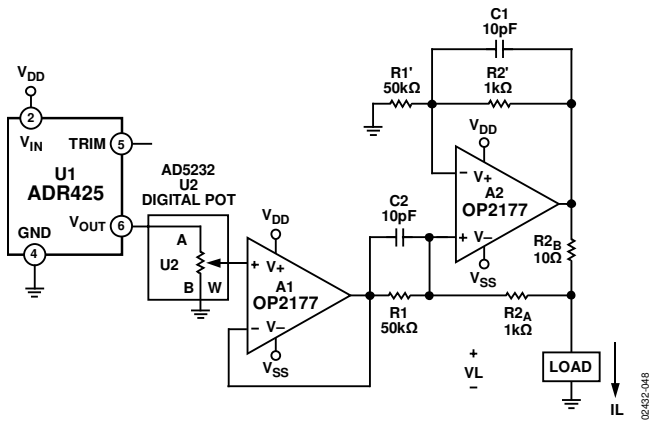 C1
10pF
R1'
50kΩ
R2'
1kΩ
VDD
2
VIN
TRIM
5
U1
ADR425
VOUT
6
GND
4
AD5232
U2
DIGITAL POT
A
U2
B
W
VDD
+
V+
A1
OP2177
–
V–
VSS
C2
10pF
R1
50kΩ
VDD
–
V+
A2
OP2177
+
V–
VSS
R2B
10Ω
R2A
1kΩ
+
VL
–
LOAD
IL
02432-048